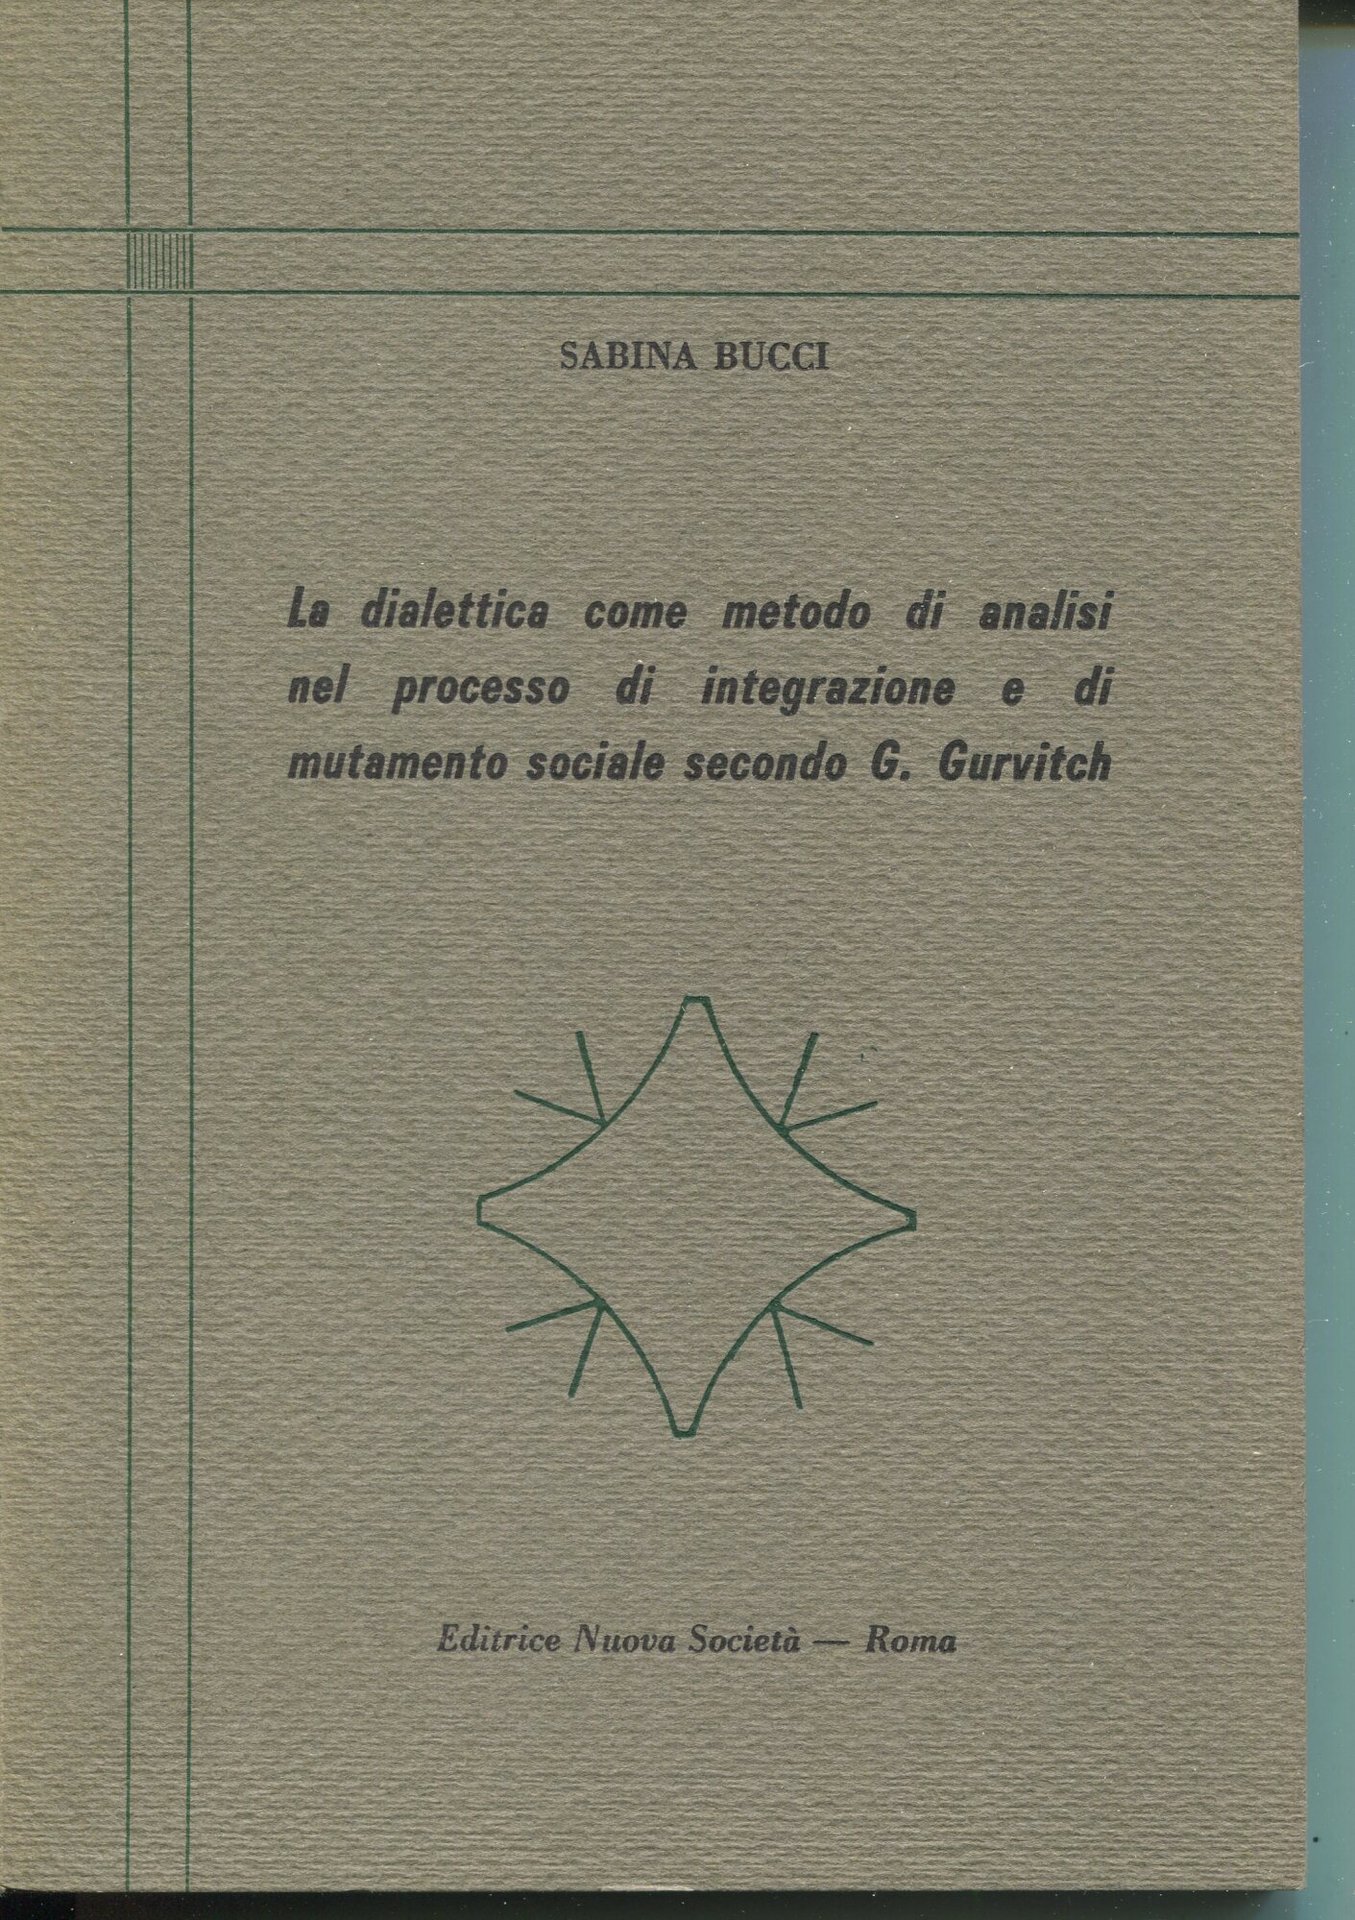 SABINA BUCCI
La dialettica come metodo di analisi
nel processo di integrazione e di
mutamento sociale secondo G. Gurvitch
Editrice Nuova Società — Roma